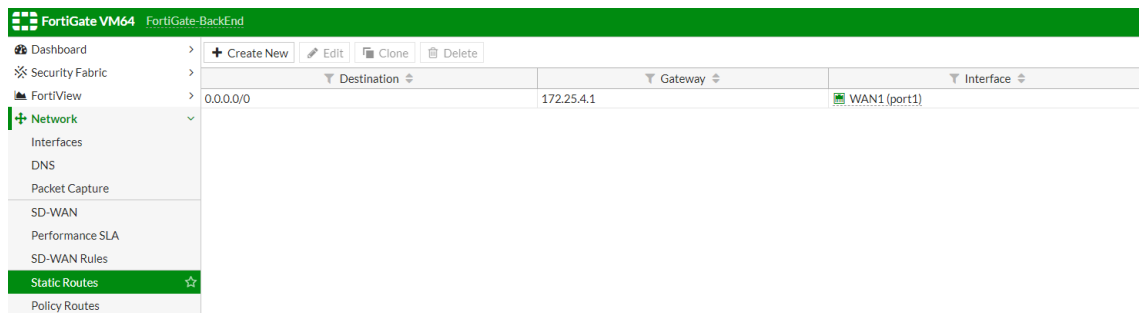 FortiGate VM64 FortiGate-BackEnd
Dashboard
Security Fabric
FortiView
Network
Interfaces
DNS
Packet Capture
SD-WAN
Performance SLA
SD-WAN Rules
Static Routes
Policy Routes
+ Create New Edit Clone Delete
Destination Gateway Interface
0.0.0.0/0 172.25.4.1 WAN1 (port1)